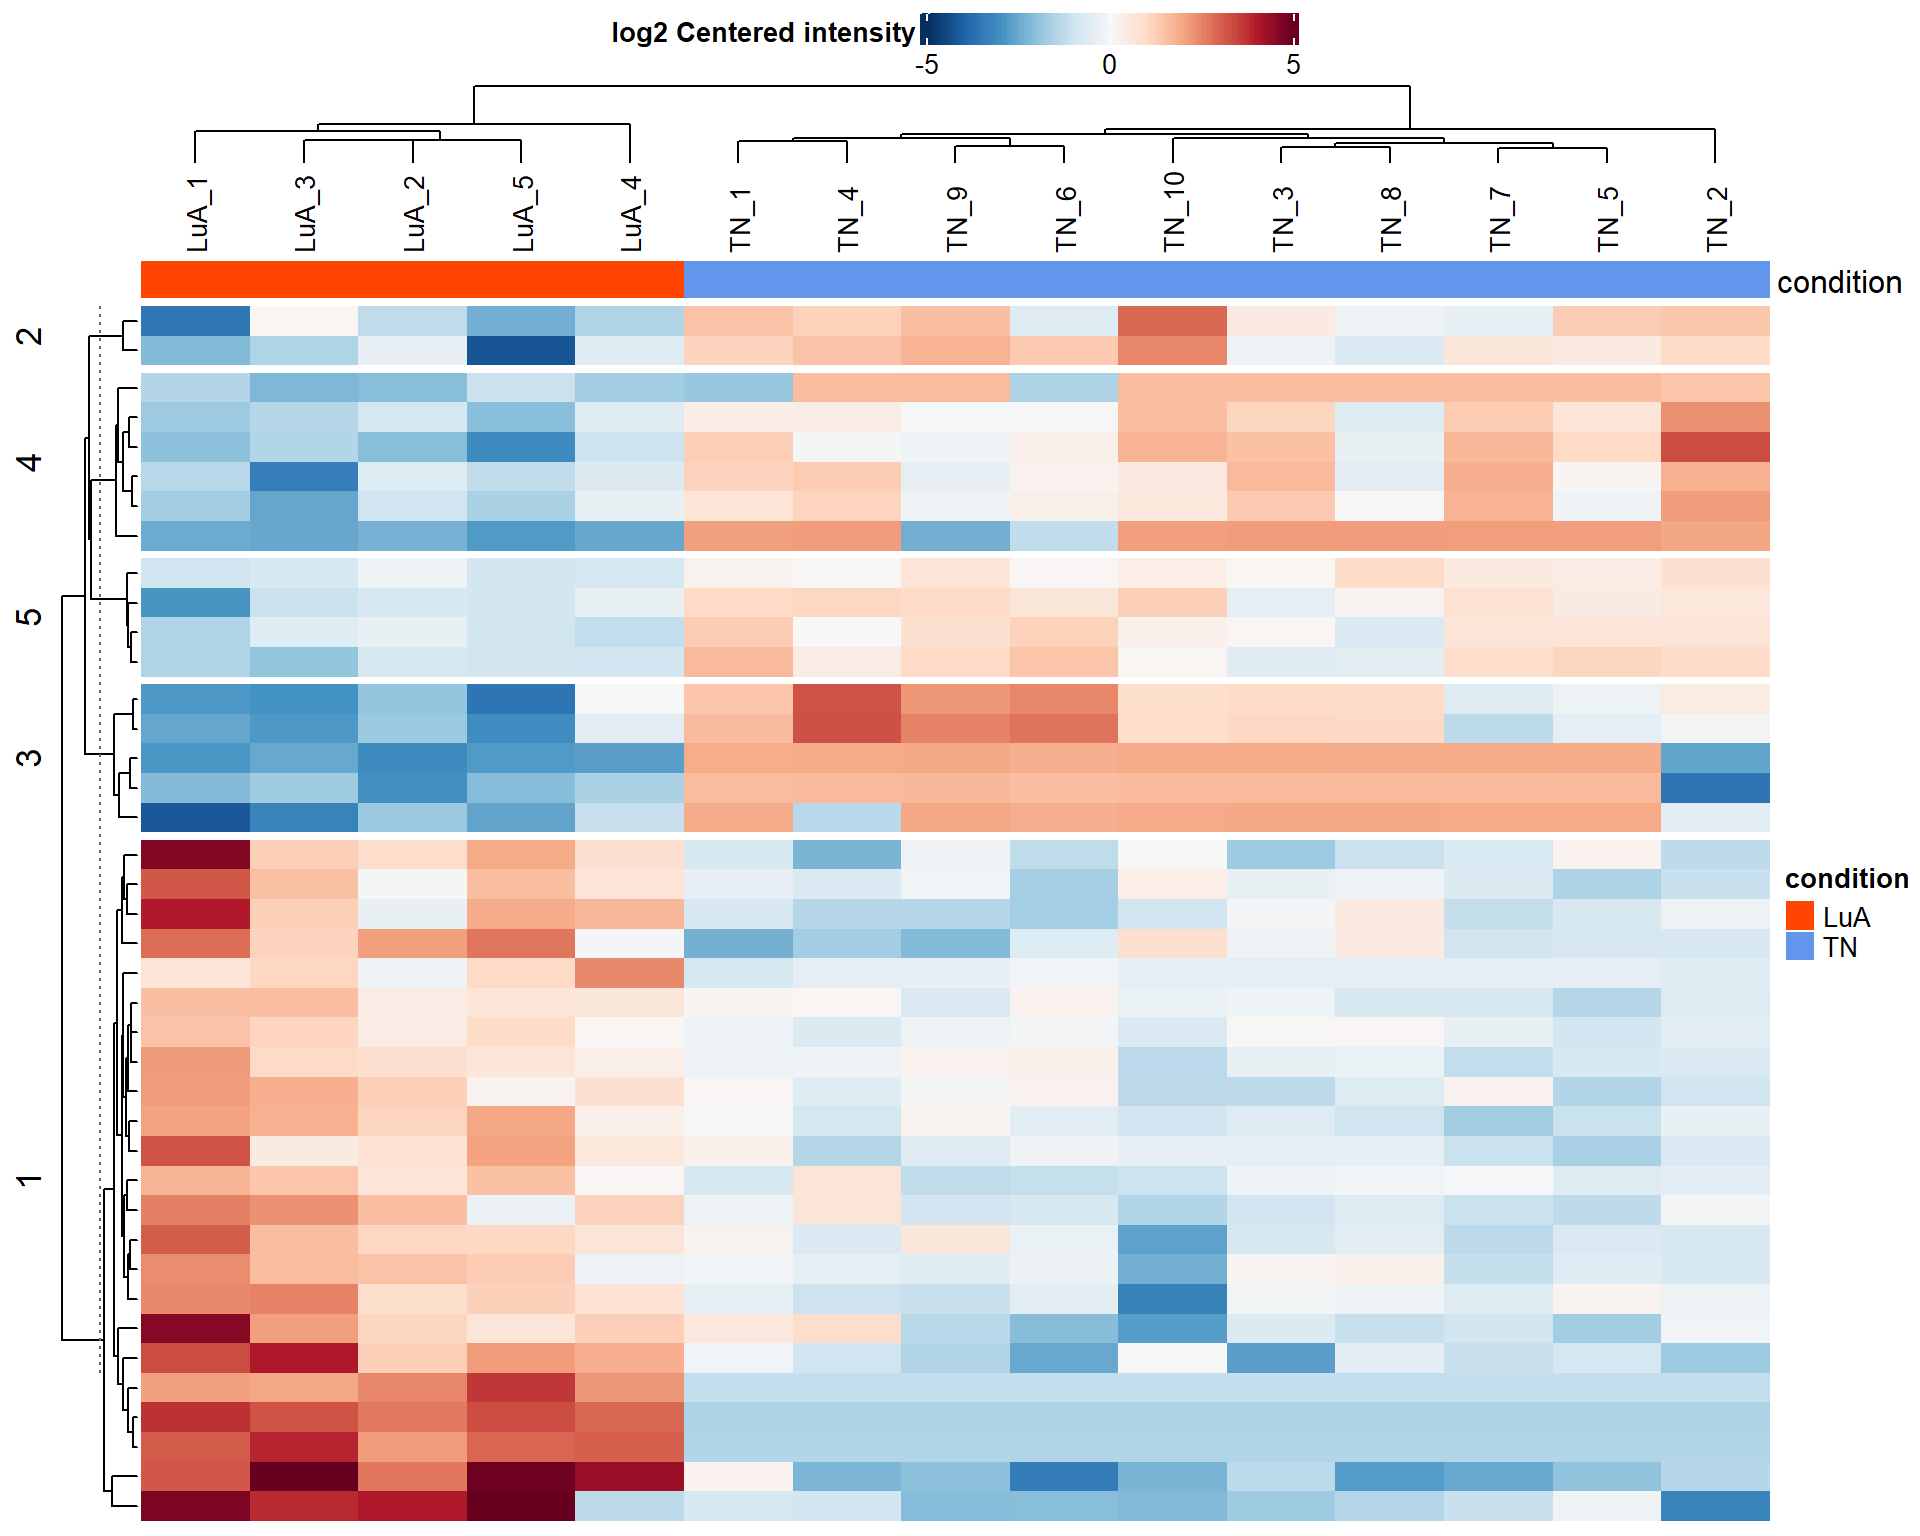 log2 Centered intensity
-5 0 5
LuA_1 LuA_3 LuA_2 LuA_5 LuA_4 TN_1 TN_4 TN_9 TN_6 TN_10 TN_3 TN_8 TN_7 TN_5 TN_2
condition
2
4
5
3
1
condition
LuA
TN